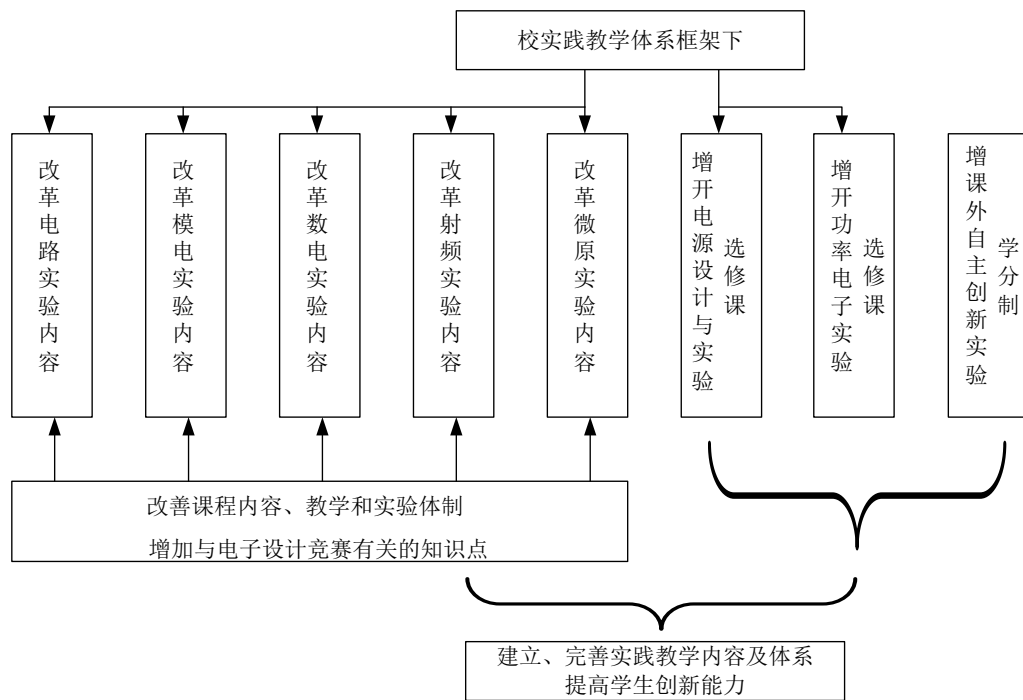 校实践教学体系框架下
改革电路实验内容
改革模电实验内容
改革数电实验内容
改革射频实验内容
改革微原实验内容
增开电源设计与实验
选修课
增开功率电子实验
选修课
增课外自主创新实验
学分制
改善课程内容、教学和实验体制
增加与电子设计竞赛有关的知识点
建立、完善实践教学内容及体系
提高学生创新能力